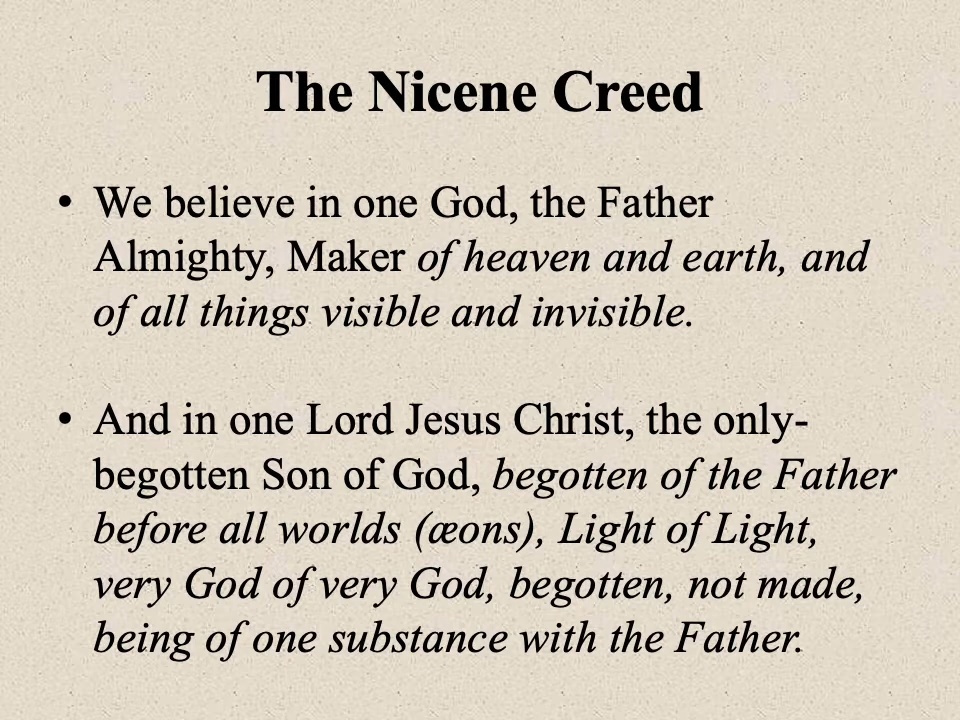 The Nicene Creed
• We believe in one God, the Father
Almighty, Maker of heaven and earth, and
of all things visible and invisible.
• And in one Lord Jesus Christ, the only-
begotten Son of God, begotten of the Father
before all worlds (æons), Light of Light,
very God of very God, begotten, not made,
being of one substance with the Father.